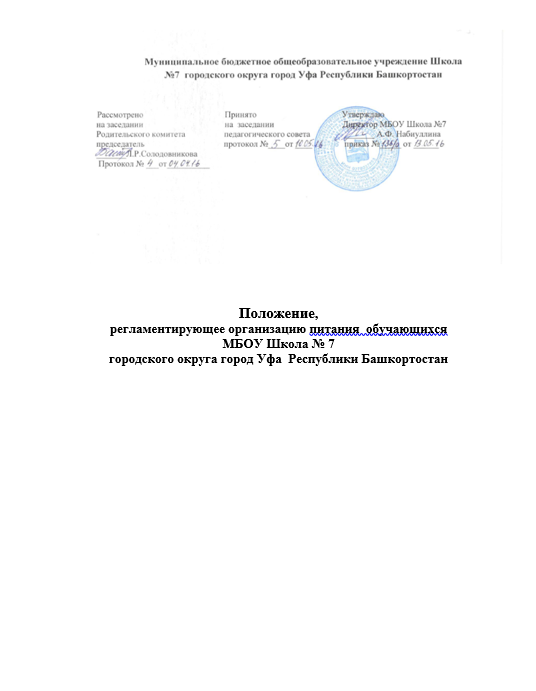 Муниципальное бюджетное общеобразовательное учреждение Школа
№7 городского округа город Уфа Республики Башкортостан
Рассмотрено
на заседании
Родительского комитета
председатель
Р.Солодовникова
Протокол № 4 от 04.04.16
Принято
на заседании
педагогического совета
протокол № 5 от 10.05.16
Утверждаю
Директор МБОУ Школа №7
А.Ф. Набиуллина
приказ № от 13.05.16
Положение,
регламентирующее организацию питания обучающихся
МБОУ Школа № 7
городского округа город Уфа Республики Башкортостан